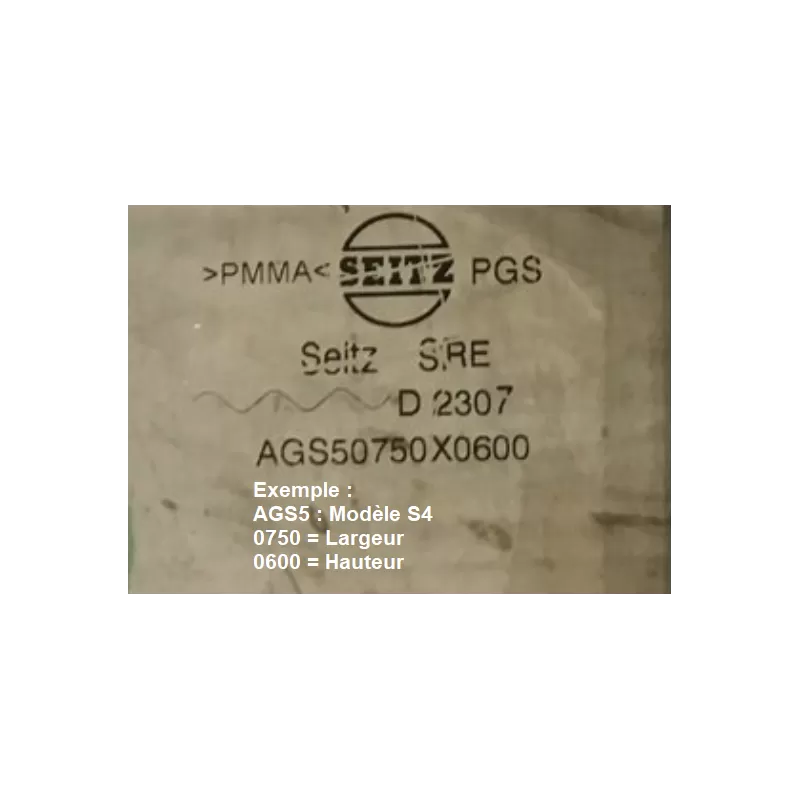 >PMMA< SEITZ PGS
Seitz S,RE
D 2307
AGS50750X0600
Exemple :
AGS5 : Modèle S4
0750 = Largeur
0600 = Hauteur